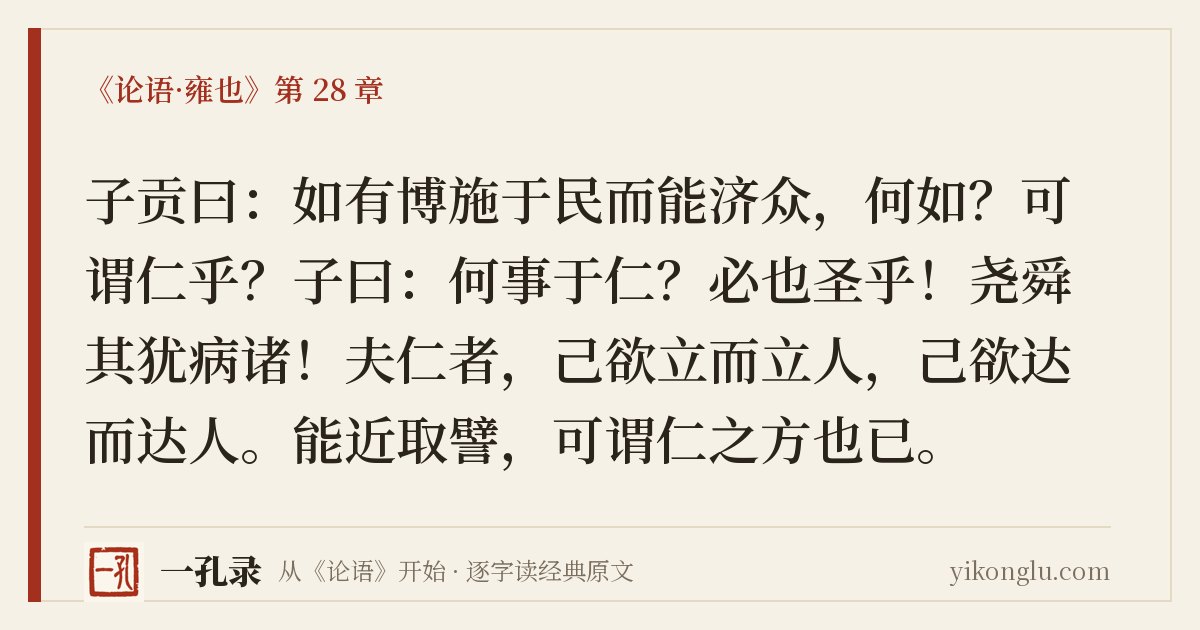 《论语·雍也》第 28 章
子贡曰：如有博施于民而能济众，何如？可
谓仁乎？子曰：何事于仁？必也圣乎！尧舜
其犹病诸！夫仁者，己欲立而立人，己欲达
而达人。能近取譬，可谓仁之方也已。
一孔
一孔录 从《论语》开始 · 逐字读经典原文 yikonglu.com